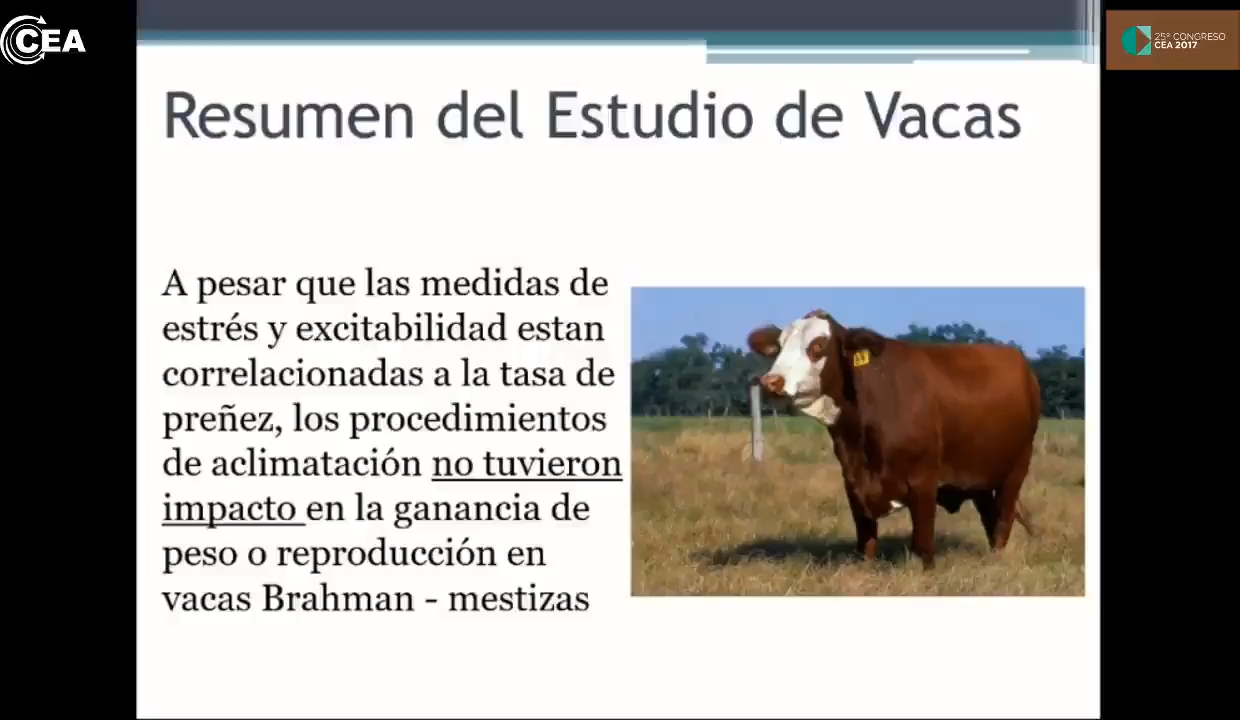 CEA
25º CONGRESO
CEA 2017
Resumen del Estudio de Vacas
A pesar que las medidas de
estrés y excitabilidad estan
correlacionadas a la tasa de
preñez, los procedimientos
de aclimatación no tuvieron
impacto en la ganancia de
peso o reproducción en
vacas Brahman - mestizas